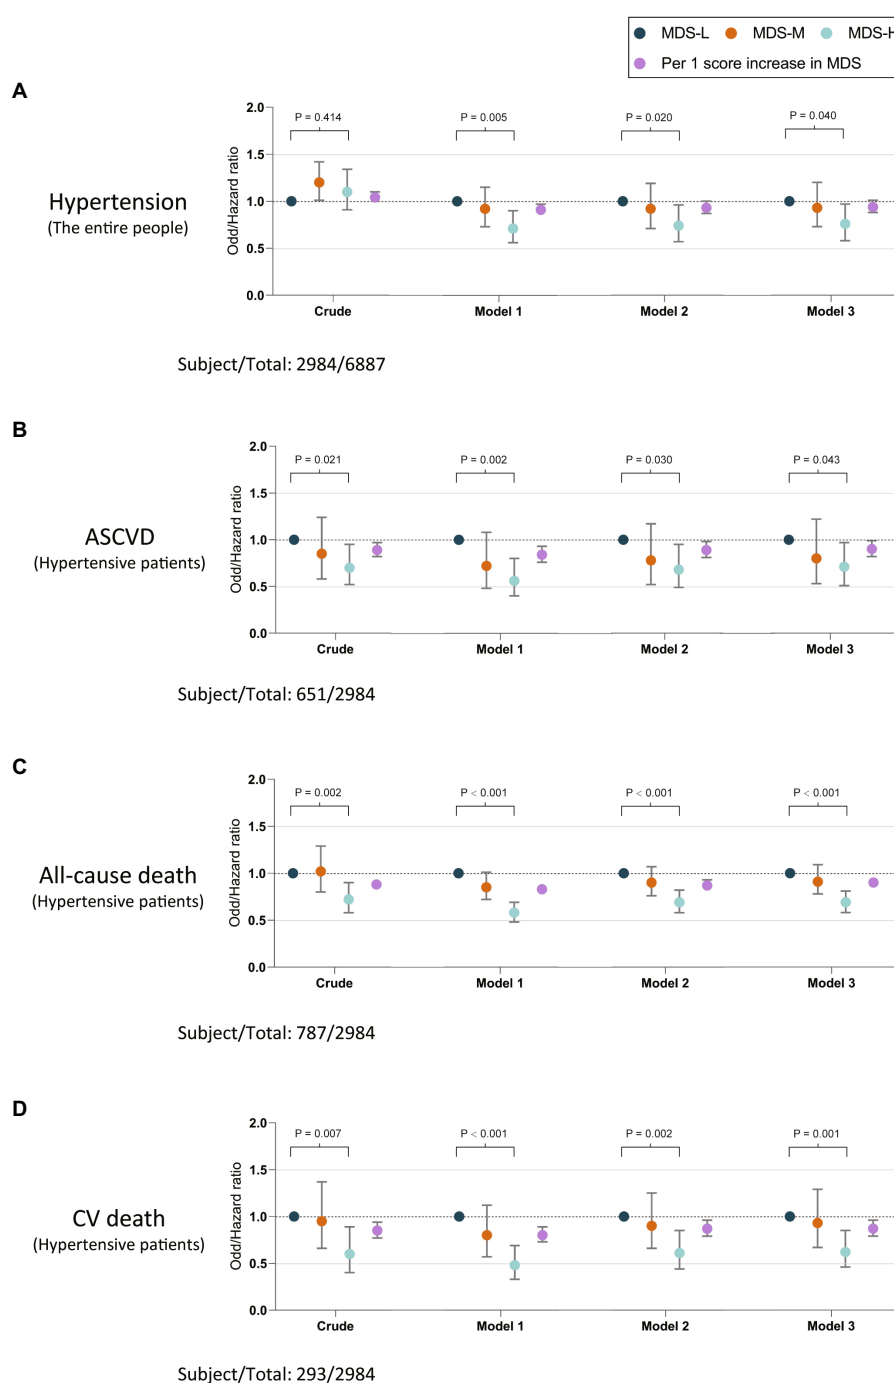 MDS-L MDS-M MDS-H
Per 1 score increase in MDS
A
Hypertension
(The entire people)
Odd/Hazard ratio
2.0
1.5
1.0
0.5
0.0
P = 0.414 P = 0.005 P = 0.020 P = 0.040
Crude Model 1 Model 2 Model 3
Subject/Total: 2984/6887
B
ASCVD
(Hypertensive patients)
Odd/Hazard ratio
2.0
1.5
1.0
0.5
0.0
P = 0.021 P = 0.002 P = 0.030 P = 0.043
Crude Model 1 Model 2 Model 3
Subject/Total: 651/2984
C
All-cause death
(Hypertensive patients)
Odd/Hazard ratio
2.0
1.5
1.0
0.5
0.0
P = 0.002 P < 0.001 P < 0.001 P < 0.001
Crude Model 1 Model 2 Model 3
Subject/Total: 787/2984
D
CV death
(Hypertensive patients)
Odd/Hazard ratio
2.0
1.5
1.0
0.5
0.0
P = 0.007 P < 0.001 P = 0.002 P = 0.001
Crude Model 1 Model 2 Model 3
Subject/Total: 293/2984